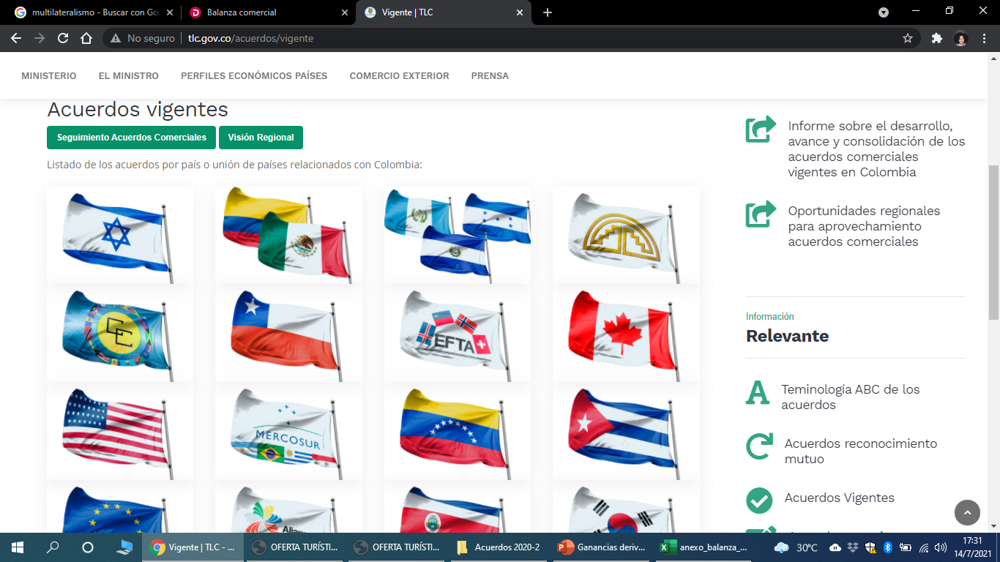 multilateralismo - Buscar con Go
Balanza comercial
Vigente | TLC
No seguro
tlc.gov.co/acuerdos/vigente
MINISTERIO
EL MINISTRO
PERFILES ECONÓMICOS PAÍSES
COMERCIO EXTERIOR
PRENSA
Acuerdos vigentes
Seguimiento Acuerdos Comerciales
Visión Regional
Listado de los acuerdos por país o unión de países relacionados con Colombia:
EFTA
MERCOSUR
Informe sobre el desarrollo,
avance y consolidación de los
acuerdos comerciales
vigentes en Colombia
Oportunidades regionales
para aprovechamiento
acuerdos comerciales
Información
Relevante
A
Teminología ABC de los
acuerdos
Acuerdos reconocimiento
mutuo
Acuerdos Vigentes
Vigente | TLC - ...
OFERTA TURÍSTI...
OFERTA TURÍSTI...
Acuerdos 2020-2
Ganancias deriv...
anexo_balanza_...
30°C
17:31
14/7/2021